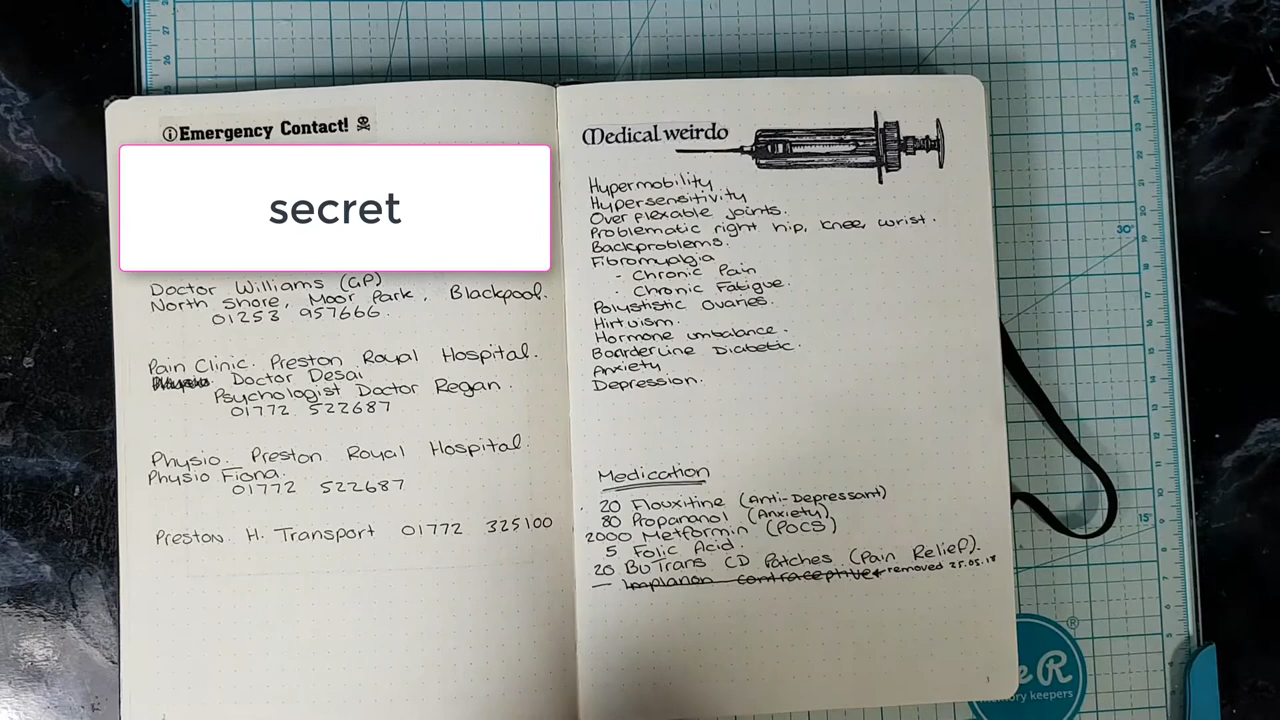 Emergency Contact!
secret
Doctor Williams (GP)
North Shore, Moor Park, Blackpool.
01253 957666.
Pain Clinic. Preston Royal Hospital.
Doctor Desai
Psychologist Doctor Regan.
01772 522687
Physio. Preston Royal Hospital.
Physio Fiona.
01772 522687
Preston. H. Transport 01772 325100
Medical weirdo
Hypermobility
Hypersensitivity
Over flexable joints.
Problematic right hip, knee, wrist.
Backproblems.
Fibromyalgia
- Chronic Pain
- Chronic Fatigue.
Polystistic Ovaries.
Hirtuism.
Hormone umbalance.
Boarderline Diabetic.
Anxiety
Depression.
Medication
20 Flouxitine (Anti-Depressant)
80 Propananol (Anxiety)
2000 Metformin (POCS)
5 Folic Acid.
20 BuTrans CD Patches. (Pain Relief).
— Implanon contraceptive removed 25.05.18
R
memory keepers